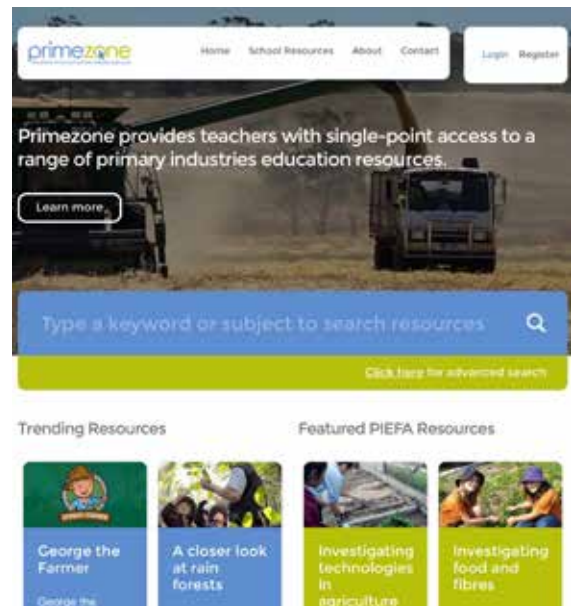 primezone
Home School Resources About Contact
Login Register
Primezone provides teachers with single-point access to a
range of primary industries education resources.
Learn more
Type a keyword or subject to search resources
Click here for advanced search
Trending Resources
Featured PIEFA Resources
George the
Farmer
George the
A closer look
at rain
forests
Investigating
technologies
in
agriculture
Investigating
food and
fibres